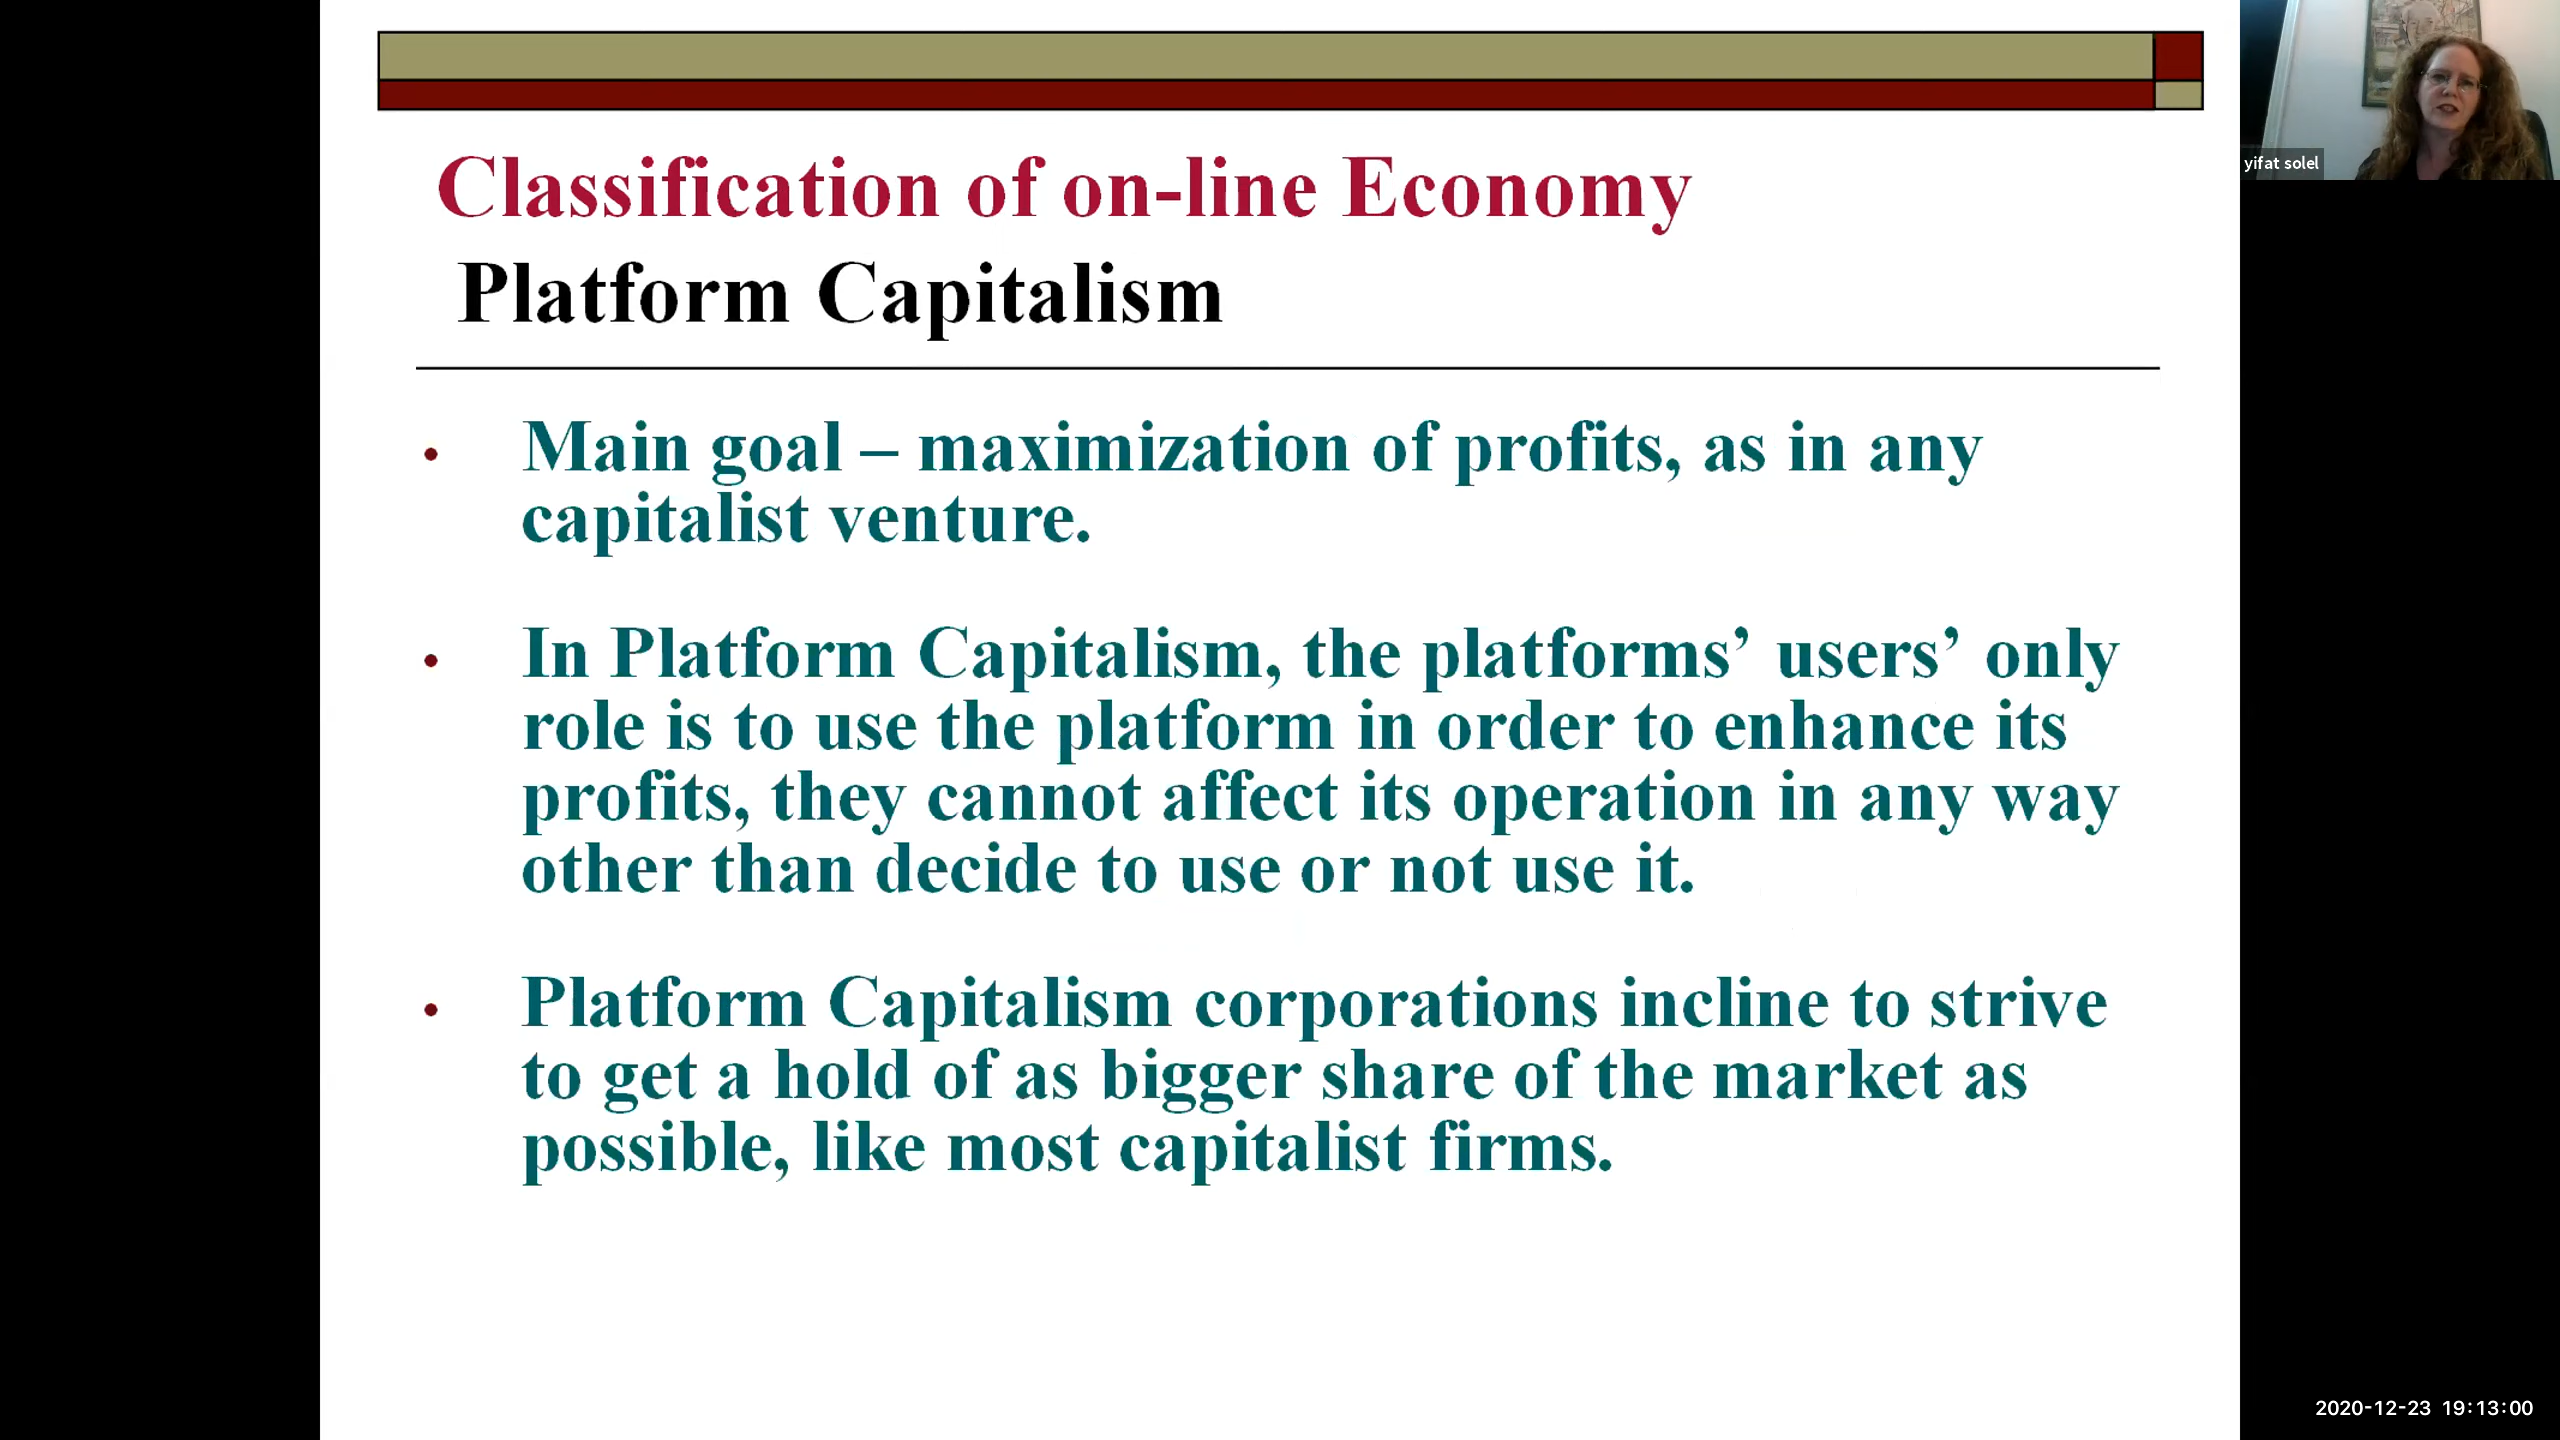 Classification of on-line Economy
Platform Capitalism
• Main goal – maximization of profits, as in any
capitalist venture.
• In Platform Capitalism, the platforms’ users’ only
role is to use the platform in order to enhance its
profits, they cannot affect its operation in any way
other than decide to use or not use it.
• Platform Capitalism corporations incline to strive
to get a hold of as bigger share of the market as
possible, like most capitalist firms.
yifat solel
2020-12-23 19:13:00